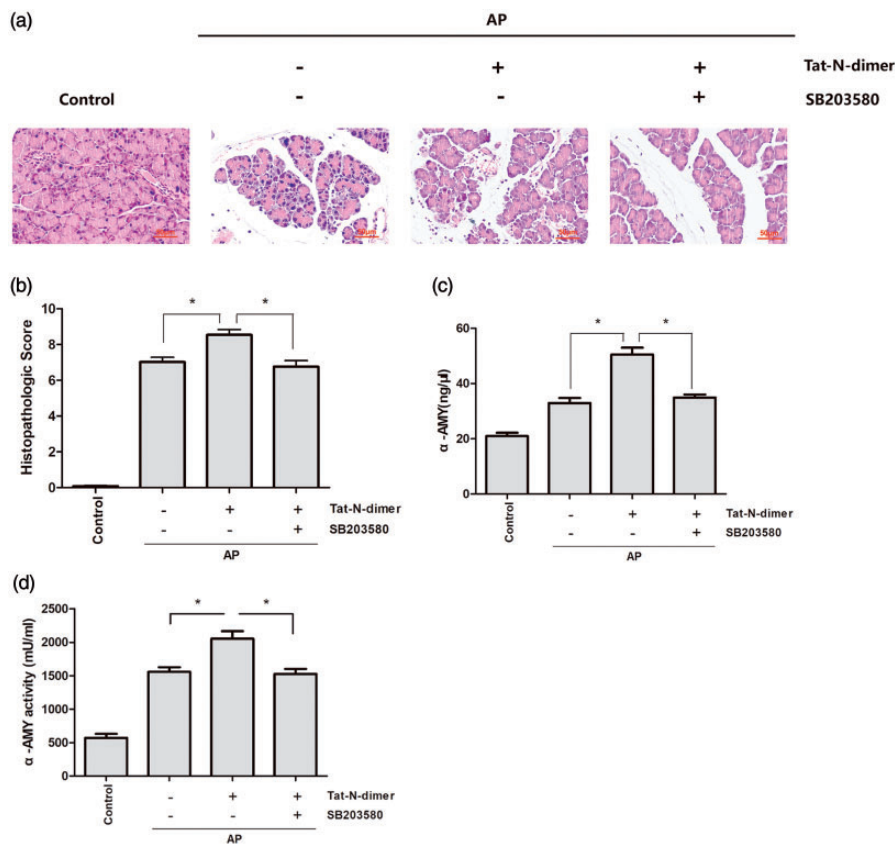 (a)
AP
- + + Tat-N-dimer
Control - - + SB203580
50μm 50μm 50μm 50μm
(b)
Histopathologic Score
10
8
6
4
2
0
* *
Control
- + + Tat-N-dimer
- - + SB203580
AP
(c)
α -AMY(ng/μl)
60
40
20
0
* *
Control
- + + Tat-N-dimer
- - + SB203580
AP
(d)
α -AMY activity (mU/ml)
2500
2000
1500
1000
500
0
* *
Control
- + + Tat-N-dimer
- - + SB203580
AP